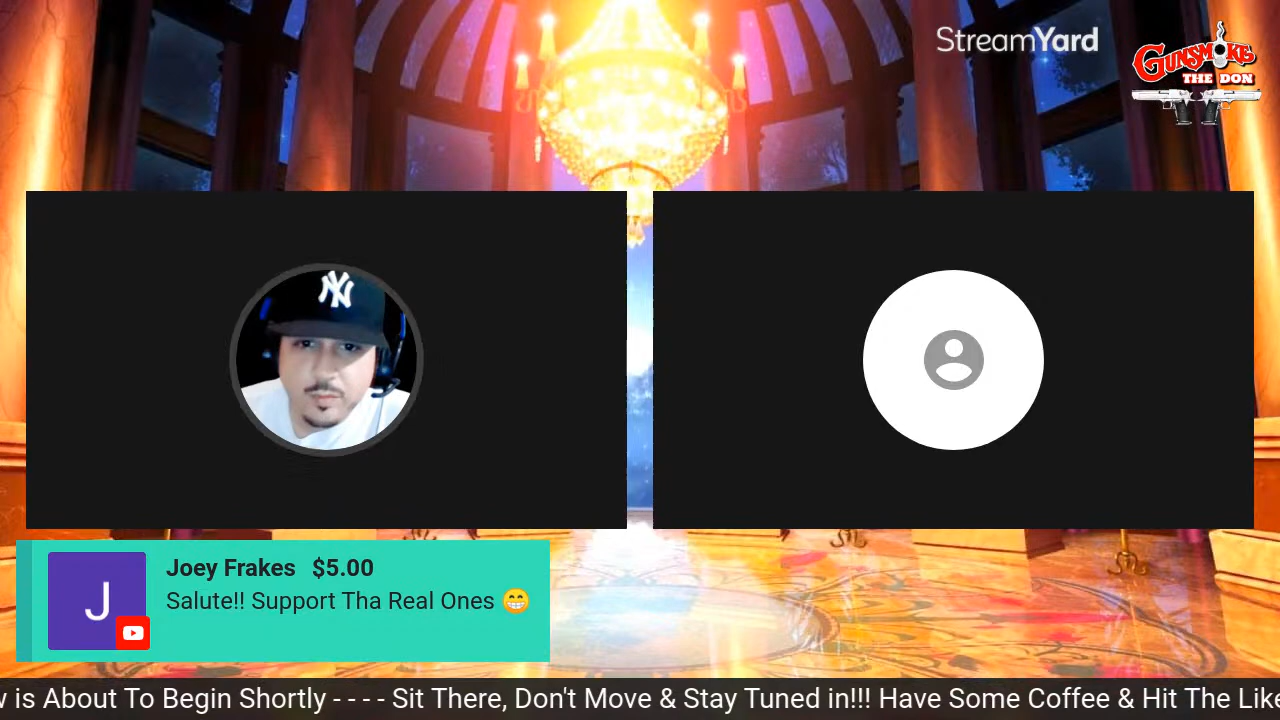 StreamYard
GUNSMOKE
THE DON
NY
J
Joey Frakes $5.00
Salute!! Support Tha Real Ones 😁
is About To Begin Shortly - - - - Sit There, Don't Move & Stay Tuned in!!! Have Some Coffee & Hit The Like